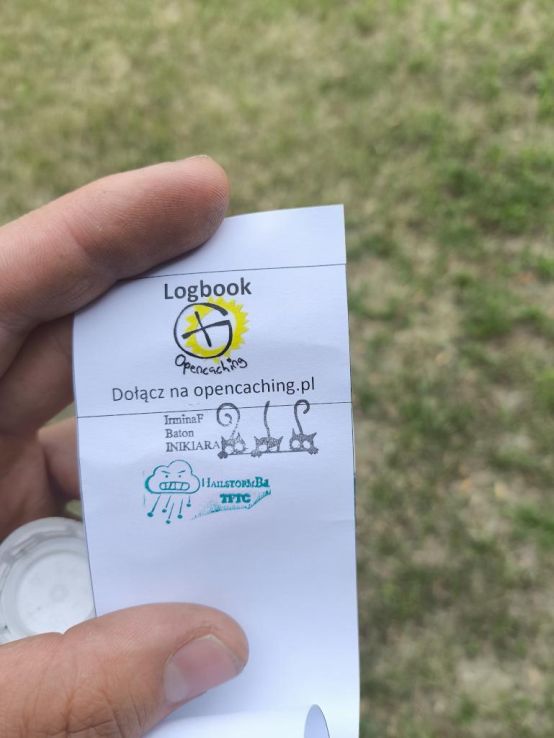 Logbook
Opencaching
Dołącz na opencaching.pl
IrminaF
Baton
INIKIARA
HAILSTORMBA
TFTC